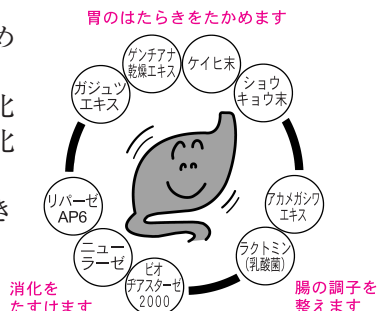 胃のはたらきをたかめます
め
化
化
き
ゲンチアナ
乾燥エキス
ケイヒ末
ガジュツ
エキス
ショウ
キョウ末
リパーゼ
AP6
アカメガシワ
エキス
ニュー
ラーゼ
ラクトミン
(乳酸菌)
ビオ
ヂアスターゼ
2000
消化を
たすけます
腸の調子を
整えます